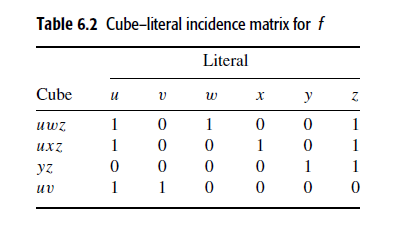 Table 6.2 Cube–literal incidence matrix for f
Literal
Cube u v w x y z
uwz 1 0 1 0 0 1
uxz 1 0 0 1 0 1
yz 0 0 0 0 1 1
uv 1 1 0 0 0 0